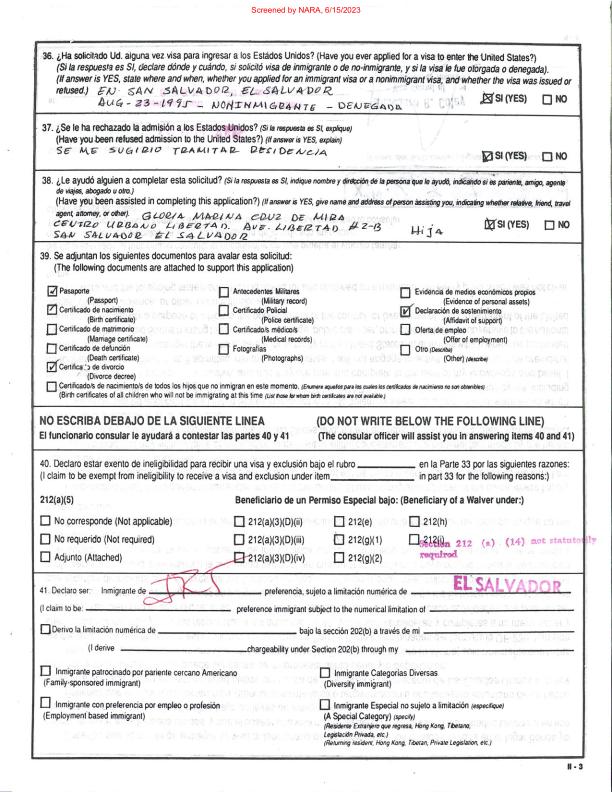 Screened by NARA, 6/15/2023
36. ¿Ha solicitado Ud. alguna vez visa para ingresar a los Estados Unidos? (Have you ever applied for a visa to enter the United States?)
(Si la respuesta es SI, declare dónde y cuándo, si solicitó visa de inmigrante o de no-inmigrante, y si la visa le fue otorgada o denegada).
(If answer is YES, state where and when, whether you applied for an immigrant visa or a nonimmigrant visa, and whether the visa was issued or
refused.) EN SAN SALVADOR, EL SALVADOR
AUG-23-1995 - NONINMIGRANTE - DENEGADA
SI (YES) NO
37. ¿Se le ha rechazado la admisión a los Estados Unidos? (Si la respuesta es SI, explique)
(Have you been refused admission to the United States?) (If answer is YES, explain)
SE ME SUGIRIO TRAMITAR RESIDENCIA
SI (YES) NO
38. ¿Le ayudó alguien a completar esta solicitud? (Si la respuesta es SI, indique nombre y dirección de la persona que le ayudó, indicando si es pariente, amigo, agente
de viajes, abogado u otro.)
(Have you been assisted in completing this application?) (If answer is YES, give name and address of person assisting you, indicating whether relative, friend, travel
agent, attorney, or other). GLORIA MARINA CRUZ DE MIRA
CENTRO URBANO LIBERTAD. AVE. LIBERTAD #2-B Hija SI (YES) NO
SAN SALVADOR EL SALVADOR
39. Se adjuntan los siguientes documentos para avalar esta solicitud:
(The following documents are attached to support this application)
Pasaporte Antecedentes Militares Evidencia de medios económicos propios
(Passport) (Military record) (Evidence of personal assets)
Certificado de nacimiento Certificado Policial Declaración de sostenimiento
(Birth certificate) (Police certificate) (Affidavit of support)
Certificado de matrimonio Certificado/s médico/s Oferta de empleo
(Marriage certificate) (Medical records) (Offer of employment)
Certificado de defunción Fotografías Otro (Describa)
(Death certificate) (Photographs) (Other) (describe)
Certificado de divorcio
(Divorce decree)
Certificado/s de nacimiento/s de todos los hijos que no inmigran en este momento. (Enumere aquellos para los cuales los certificados de nacimiento no son obtenibles)
(Birth certificates of all children who will not be immigrating at this time (List those for whom birth certificates are not available.)
NO ESCRIBA DEBAJO DE LA SIGUIENTE LINEA (DO NOT WRITE BELOW THE FOLLOWING LINE)
El funcionario consular le ayudará a contestar las partes 40 y 41 (The consular officer will assist you in answering items 40 and 41)
40. Declaro estar exento de ineligibilidad para recibir una visa y exclusión bajo el rubro en la Parte 33 por las siguientes razones:
(I claim to be exempt from ineligibility to receive a visa and exclusion under item in part 33 for the following reasons:)
212(a)(5) Beneficiario de un Permiso Especial bajo: (Beneficiary of a Waiver under:)
No corresponde (Not applicable) 212(a)(3)(D)(ii) 212(e) 212(h)
No requerido (Not required) 212(a)(3)(D)(iii) 212(g)(1) 212(i)
Section 212 (a) (14) not statutorily
required
Adjunto (Attached) 212(a)(3)(D)(iv) 212(g)(2)
EL SALVADOR
41. Declaro ser: Inmigrante de preferencia, sujeto a limitación numérica de
(I claim to be: preference immigrant subject to the numerical limitation of
Derivo la limitación numérica de bajo la sección 202(b) a través de mi
(I derive chargeability under Section 202(b) through my
Inmigrante patrocinado por pariente cercano Americano Inmigrante Categorías Diversas
(Family-sponsored immigrant) (Diversity immigrant)
Inmigrante con preferencia por empleo o profesión Inmigrante Especial no sujeto a limitación (especifique)
(Employment based immigrant) (A Special Category) (specify)
(Residente Extranjero que regresa, Hong Kong, Tibetano,
Legislación Privada, etc.)
(Returning resident, Hong Kong, Tibetan, Private Legislation, etc.)
II - 3